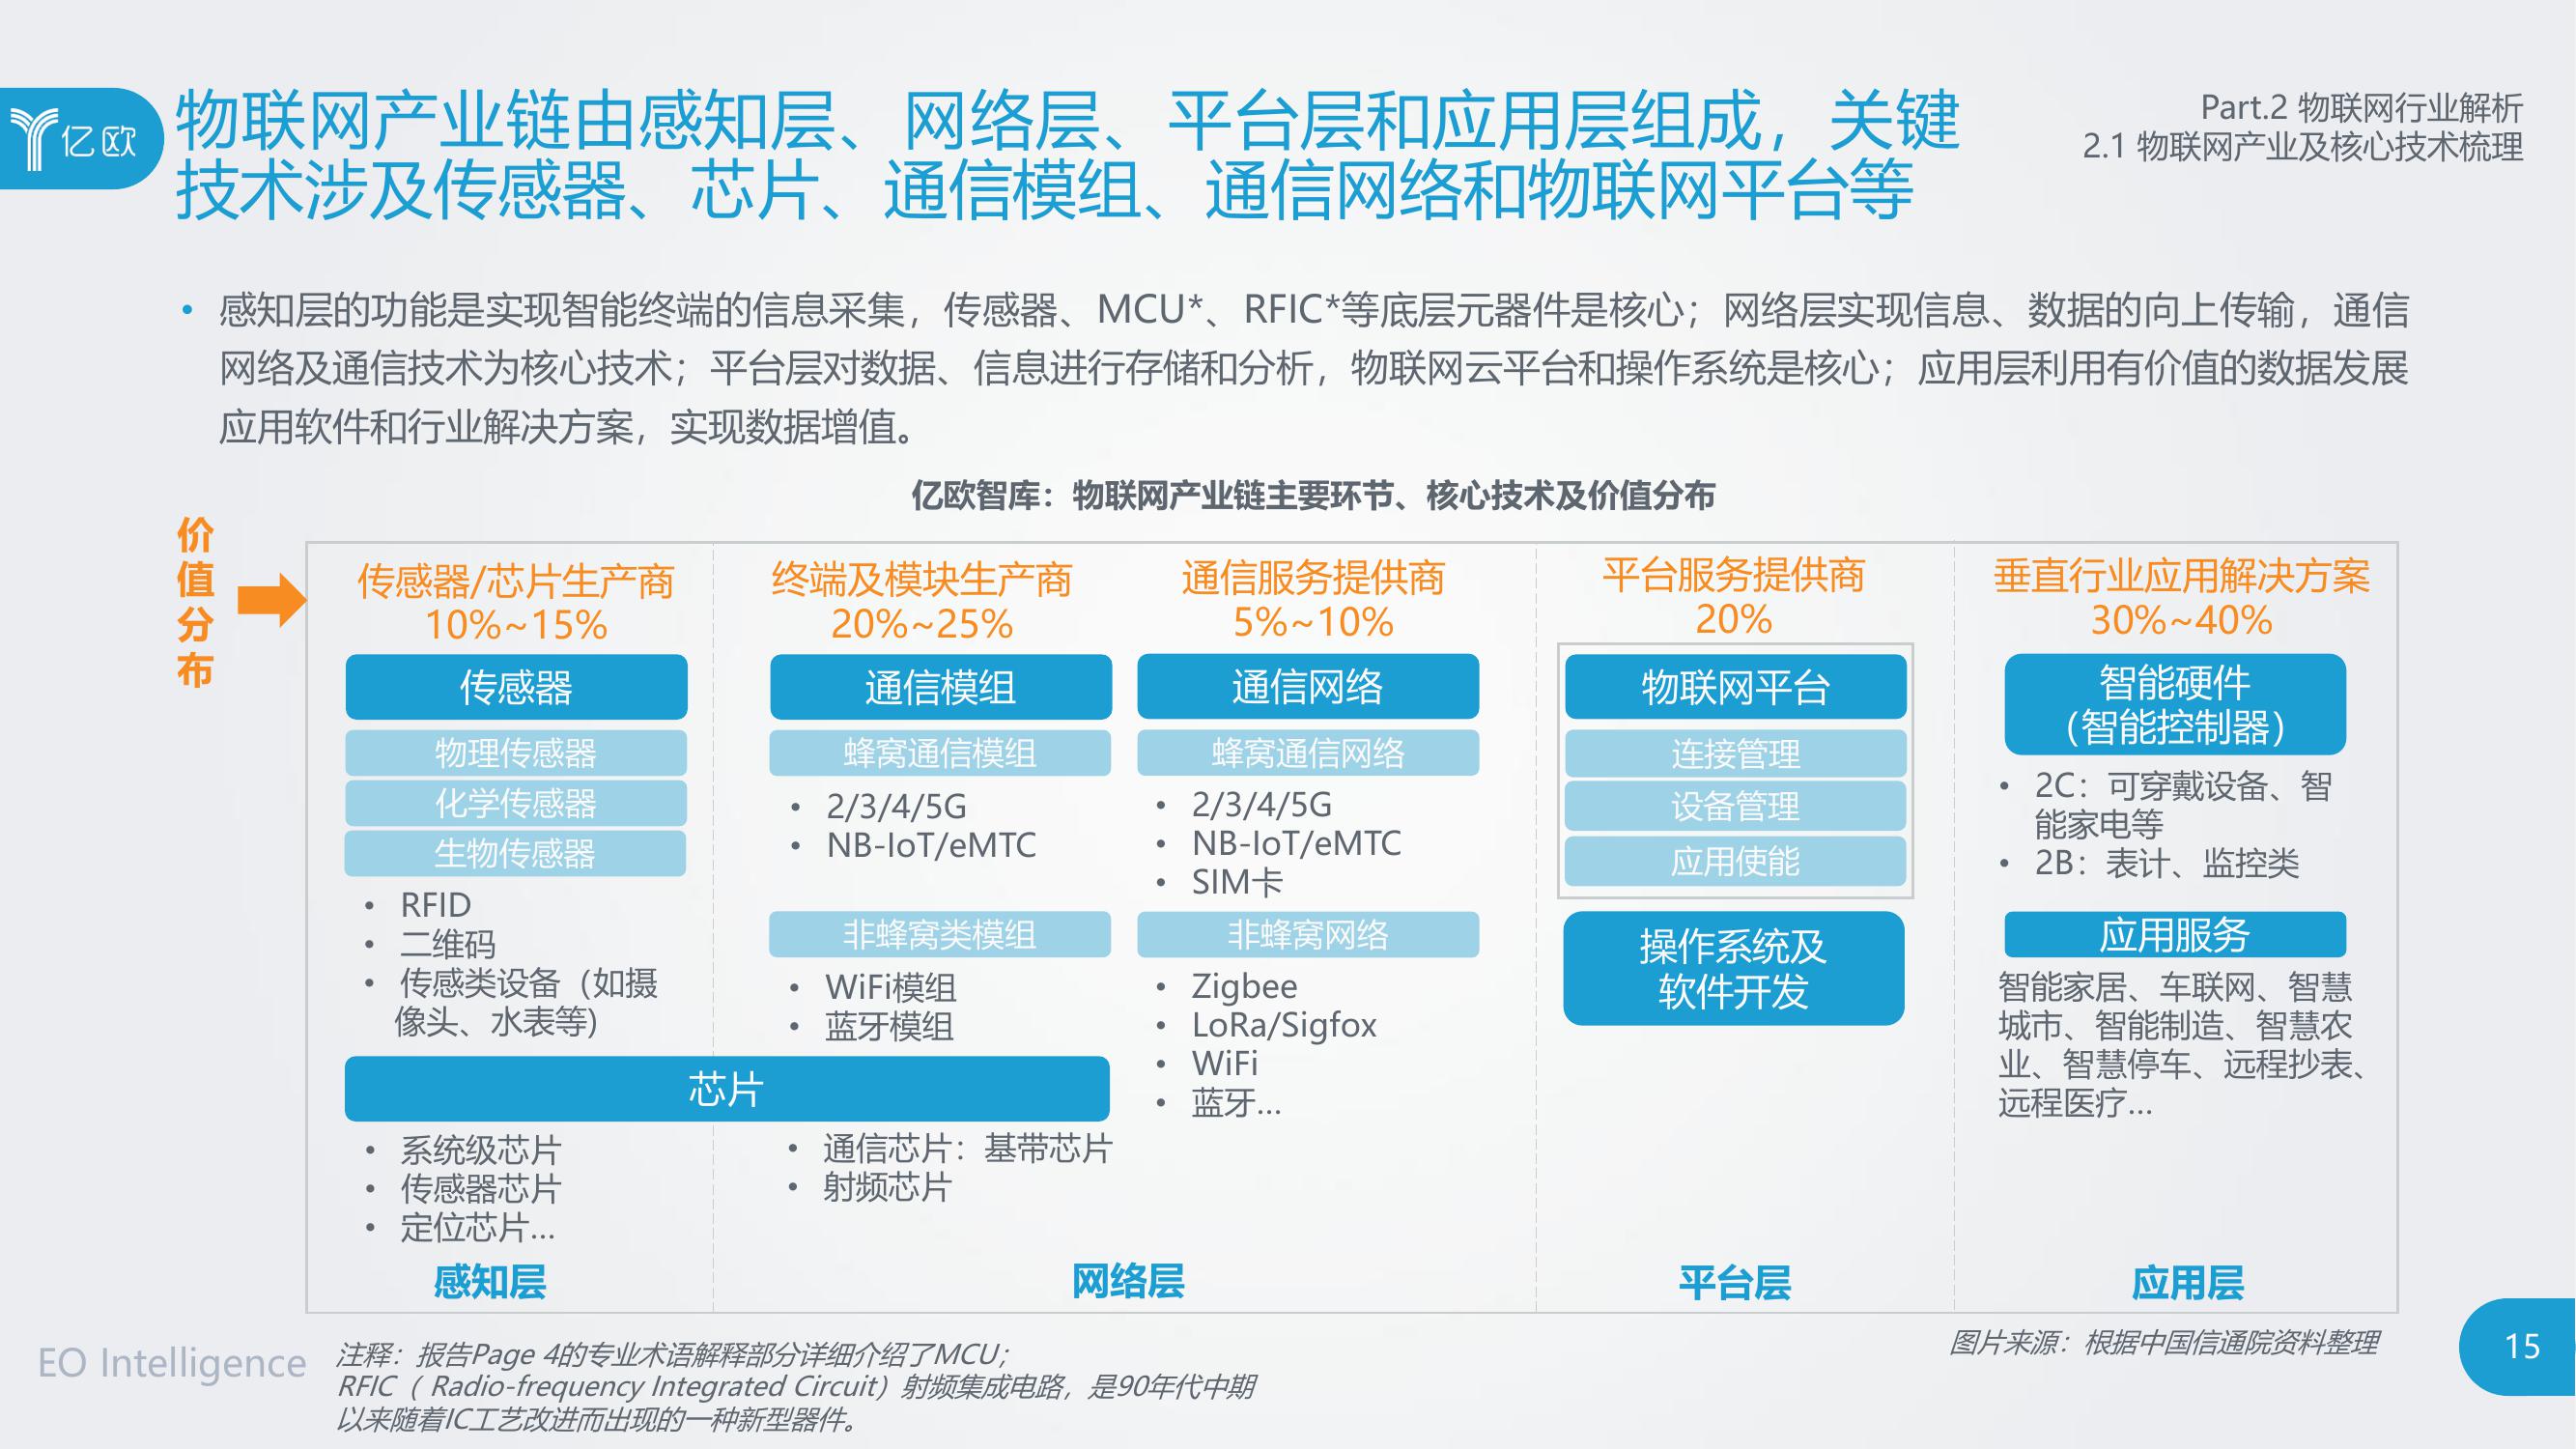 亿欧
物联网产业链由感知层、网络层、平台层和应用层组成，关键
技术涉及传感器、芯片、通信模组、通信网络和物联网平台等
Part.2 物联网行业解析
2.1 物联网产业及核心技术梳理
• 感知层的功能是实现智能终端的信息采集，传感器、MCU*、RFIC*等底层元器件是核心；网络层实现信息、数据的向上传输，通信
网络及通信技术为核心技术；平台层对数据、信息进行存储和分析，物联网云平台和操作系统是核心；应用层利用有价值的数据发展
应用软件和行业解决方案，实现数据增值。
亿欧智库：物联网产业链主要环节、核心技术及价值分布
价
值
分
布
传感器/芯片生产商
10%~15%
传感器
物理传感器
化学传感器
生物传感器
• RFID
• 二维码
• 传感类设备（如摄
像头、水表等)
终端及模块生产商
20%~25%
通信模组
蜂窝通信模组
• 2/3/4/5G
• NB-IoT/eMTC
非蜂窝类模组
• WiFi模组
• 蓝牙模组
芯片
• 系统级芯片
• 传感器芯片
• 定位芯片...
• 通信芯片：基带芯片
• 射频芯片
通信服务提供商
5%~10%
通信网络
蜂窝通信网络
• 2/3/4/5G
• NB-IoT/eMTC
• SIM卡
非蜂窝网络
• Zigbee
• LoRa/Sigfox
• WiFi
• 蓝牙...
平台服务提供商
20%
物联网平台
连接管理
设备管理
应用使能
操作系统及
软件开发
垂直行业应用解决方案
30%~40%
智能硬件
（智能控制器）
• 2C：可穿戴设备、智
能家电等
• 2B：表计、监控类
应用服务
智能家居、车联网、智慧
城市、智能制造、智慧农
业、智慧停车、远程抄表、
远程医疗...
感知层
网络层
平台层
应用层
EO Intelligence
注释：报告Page 4的专业术语解释部分详细介绍了MCU；
RFIC（ Radio-frequency Integrated Circuit）射频集成电路，是90年代中期
以来随着IC工艺改进而出现的一种新型器件。
图片来源：根据中国信通院资料整理
15